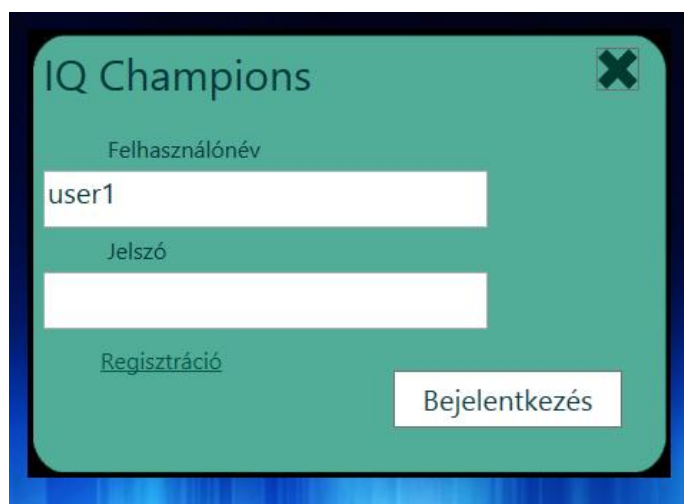 IQ Champions
Felhasználónév
user1
Jelszó
Regisztráció
Bejelentkezés